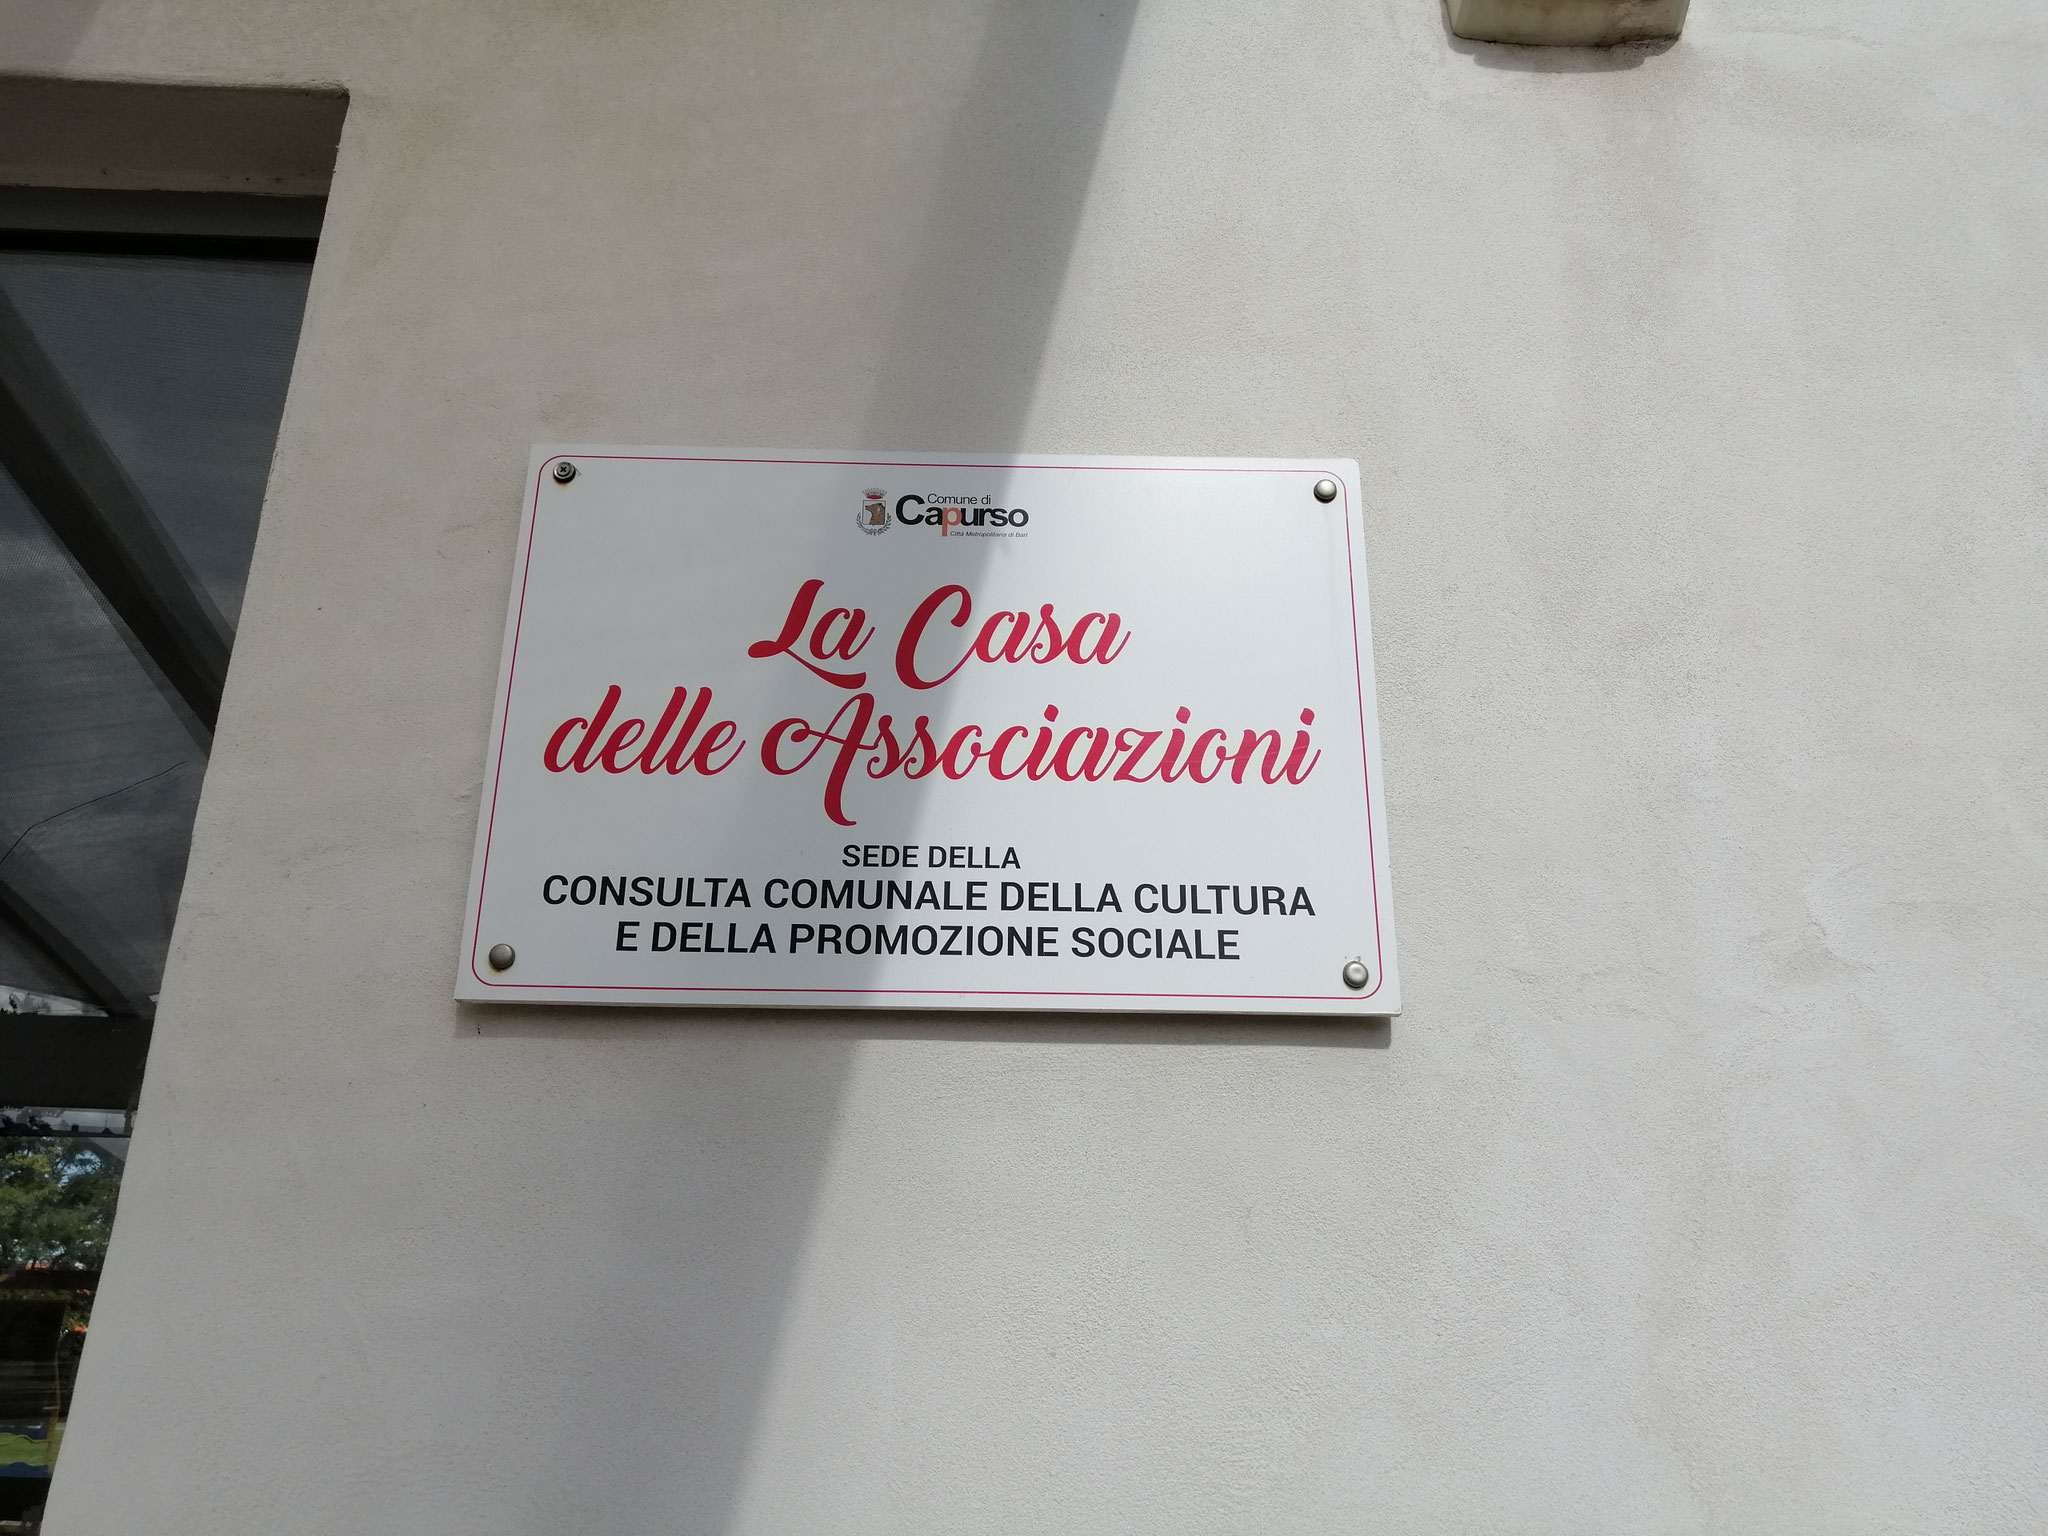 Comune di
Capurso
Città Metropolitana di Bari
La Casa
delle Associazioni
SEDE DELLA
CONSULTA COMUNALE DELLA CULTURA
E DELLA PROMOZIONE SOCIALE